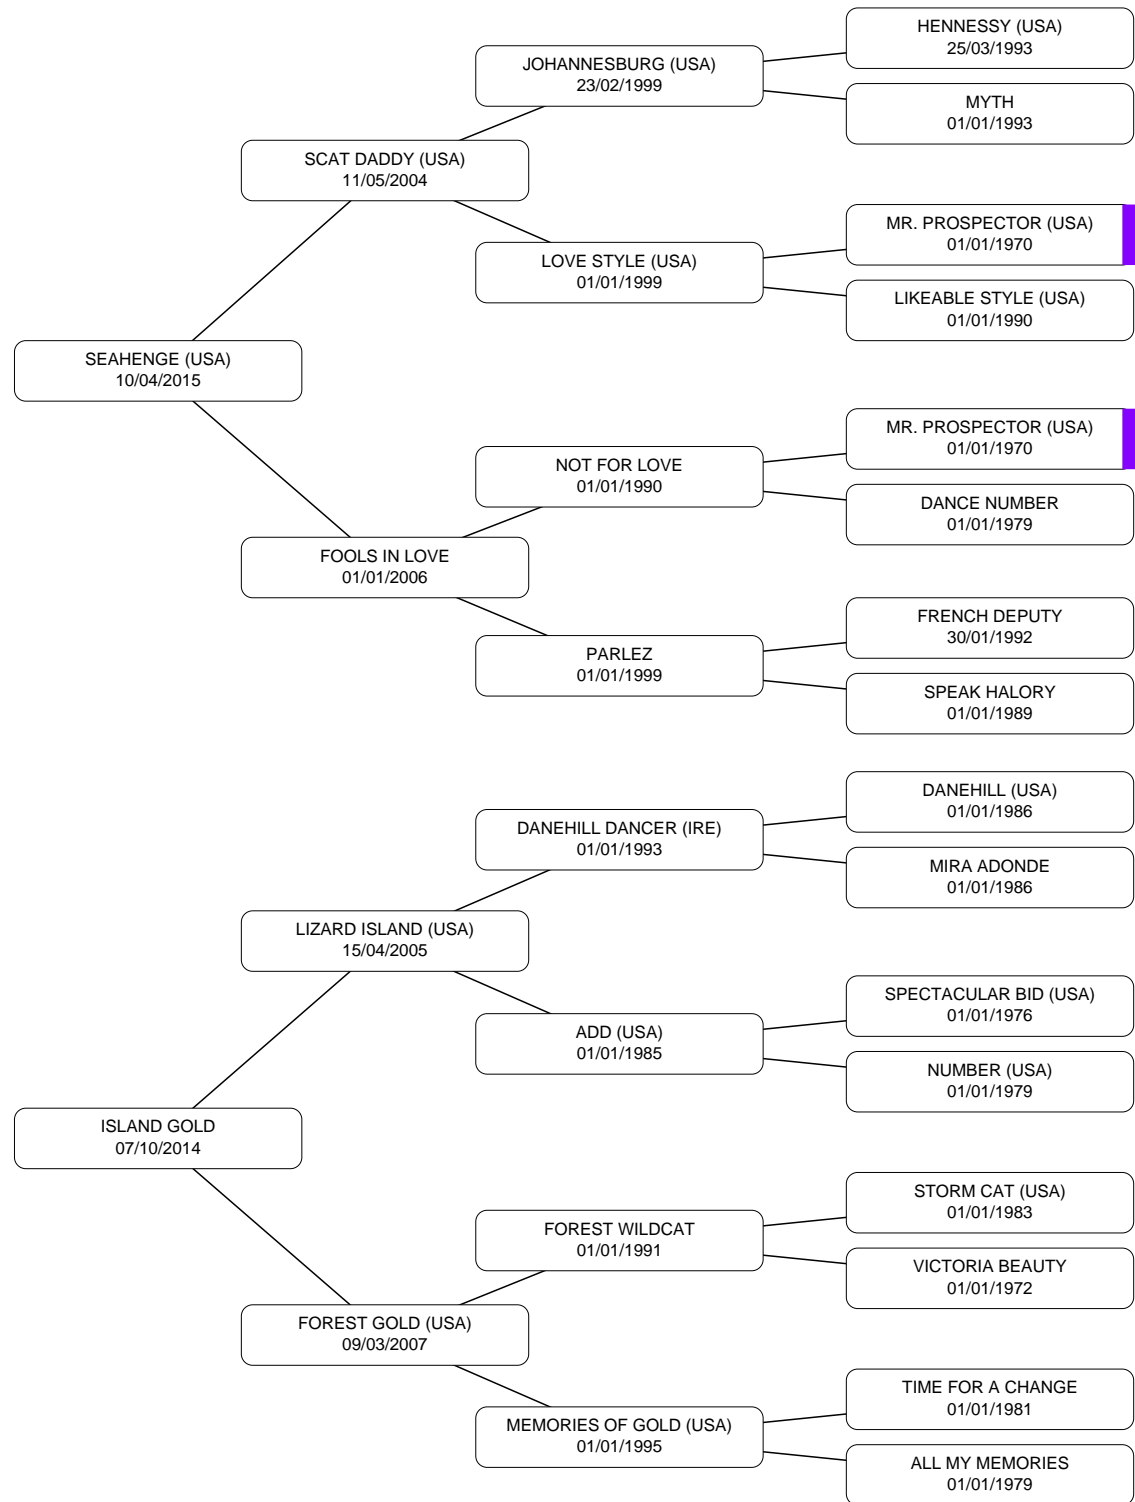 HENNESSY (USA)
25/03/1993
JOHANNESBURG (USA)
23/02/1999
MYTH
01/01/1993
SCAT DADDY (USA)
11/05/2004
MR. PROSPECTOR (USA)
01/01/1970
LOVE STYLE (USA)
01/01/1999
LIKEABLE STYLE (USA)
01/01/1990
SEAHENGE (USA)
10/04/2015
MR. PROSPECTOR (USA)
01/01/1970
NOT FOR LOVE
01/01/1990
DANCE NUMBER
01/01/1979
FOOLS IN LOVE
01/01/2006
FRENCH DEPUTY
30/01/1992
PARLEZ
01/01/1999
SPEAK HALORY
01/01/1989
DANEHILL (USA)
01/01/1986
DANEHILL DANCER (IRE)
01/01/1993
MIRA ADONDE
01/01/1986
LIZARD ISLAND (USA)
15/04/2005
SPECTACULAR BID (USA)
01/01/1976
ADD (USA)
01/01/1985
NUMBER (USA)
01/01/1979
ISLAND GOLD
07/10/2014
STORM CAT (USA)
01/01/1983
FOREST WILDCAT
01/01/1991
VICTORIA BEAUTY
01/01/1972
FOREST GOLD (USA)
09/03/2007
TIME FOR A CHANGE
01/01/1981
MEMORIES OF GOLD (USA)
01/01/1995
ALL MY MEMORIES
01/01/1979